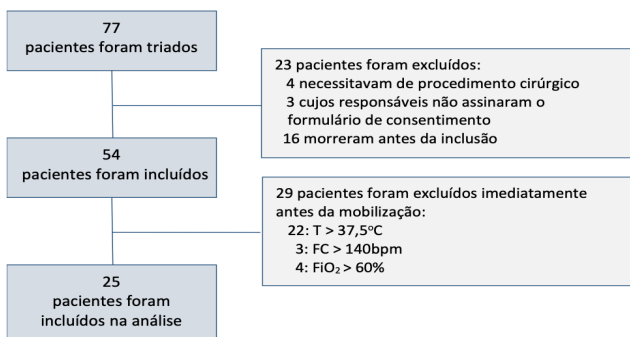 77
pacientes foram triados
23 pacientes foram excluídos:
4 necessitavam de procedimento cirúrgico
3 cujos responsáveis não assinaram o
formulário de consentimento
16 morreram antes da inclusão
54
pacientes foram incluídos
29 pacientes foram excluídos imediatamente
antes da mobilização:
22: T > 37,5ºC
3: FC > 140bpm
4: FiO₂ > 60%
25
pacientes foram
incluídos na análise